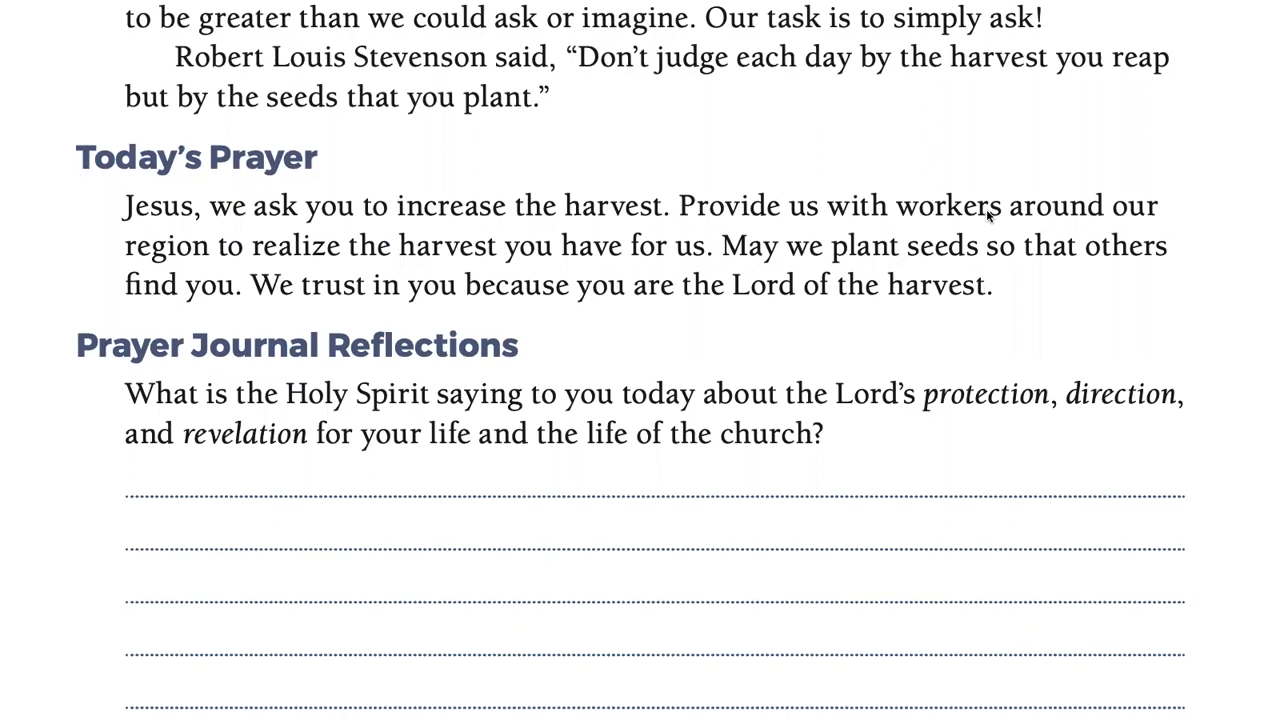 to be greater than we could ask or imagine. Our task is to simply ask!
Robert Louis Stevenson said, “Don’t judge each day by the harvest you reap
but by the seeds that you plant.”
Today’s Prayer
Jesus, we ask you to increase the harvest. Provide us with workers around our
region to realize the harvest you have for us. May we plant seeds so that others
find you. We trust in you because you are the Lord of the harvest.
Prayer Journal Reflections
What is the Holy Spirit saying to you today about the Lord’s protection, direction,
and revelation for your life and the life of the church?